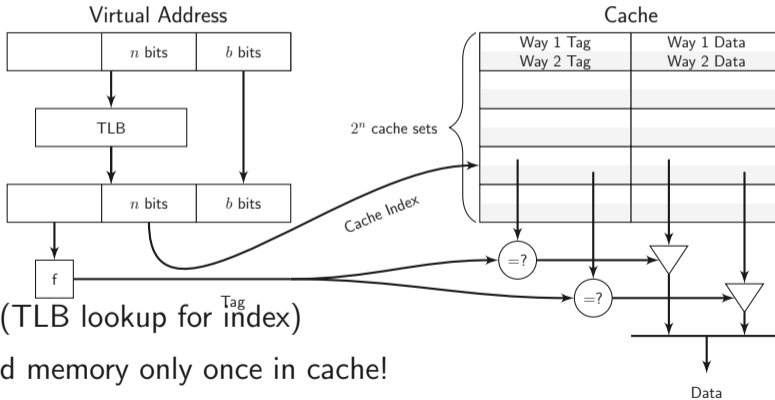 Virtual Address
Cache
n bits
b bits
Way 1 Tag
Way 1 Data
Way 2 Tag
Way 2 Data
TLB
2ⁿ cache sets
n bits
b bits
Cache Index
=?
f
=?
Tag
(TLB lookup for index)
d memory only once in cache!
Data